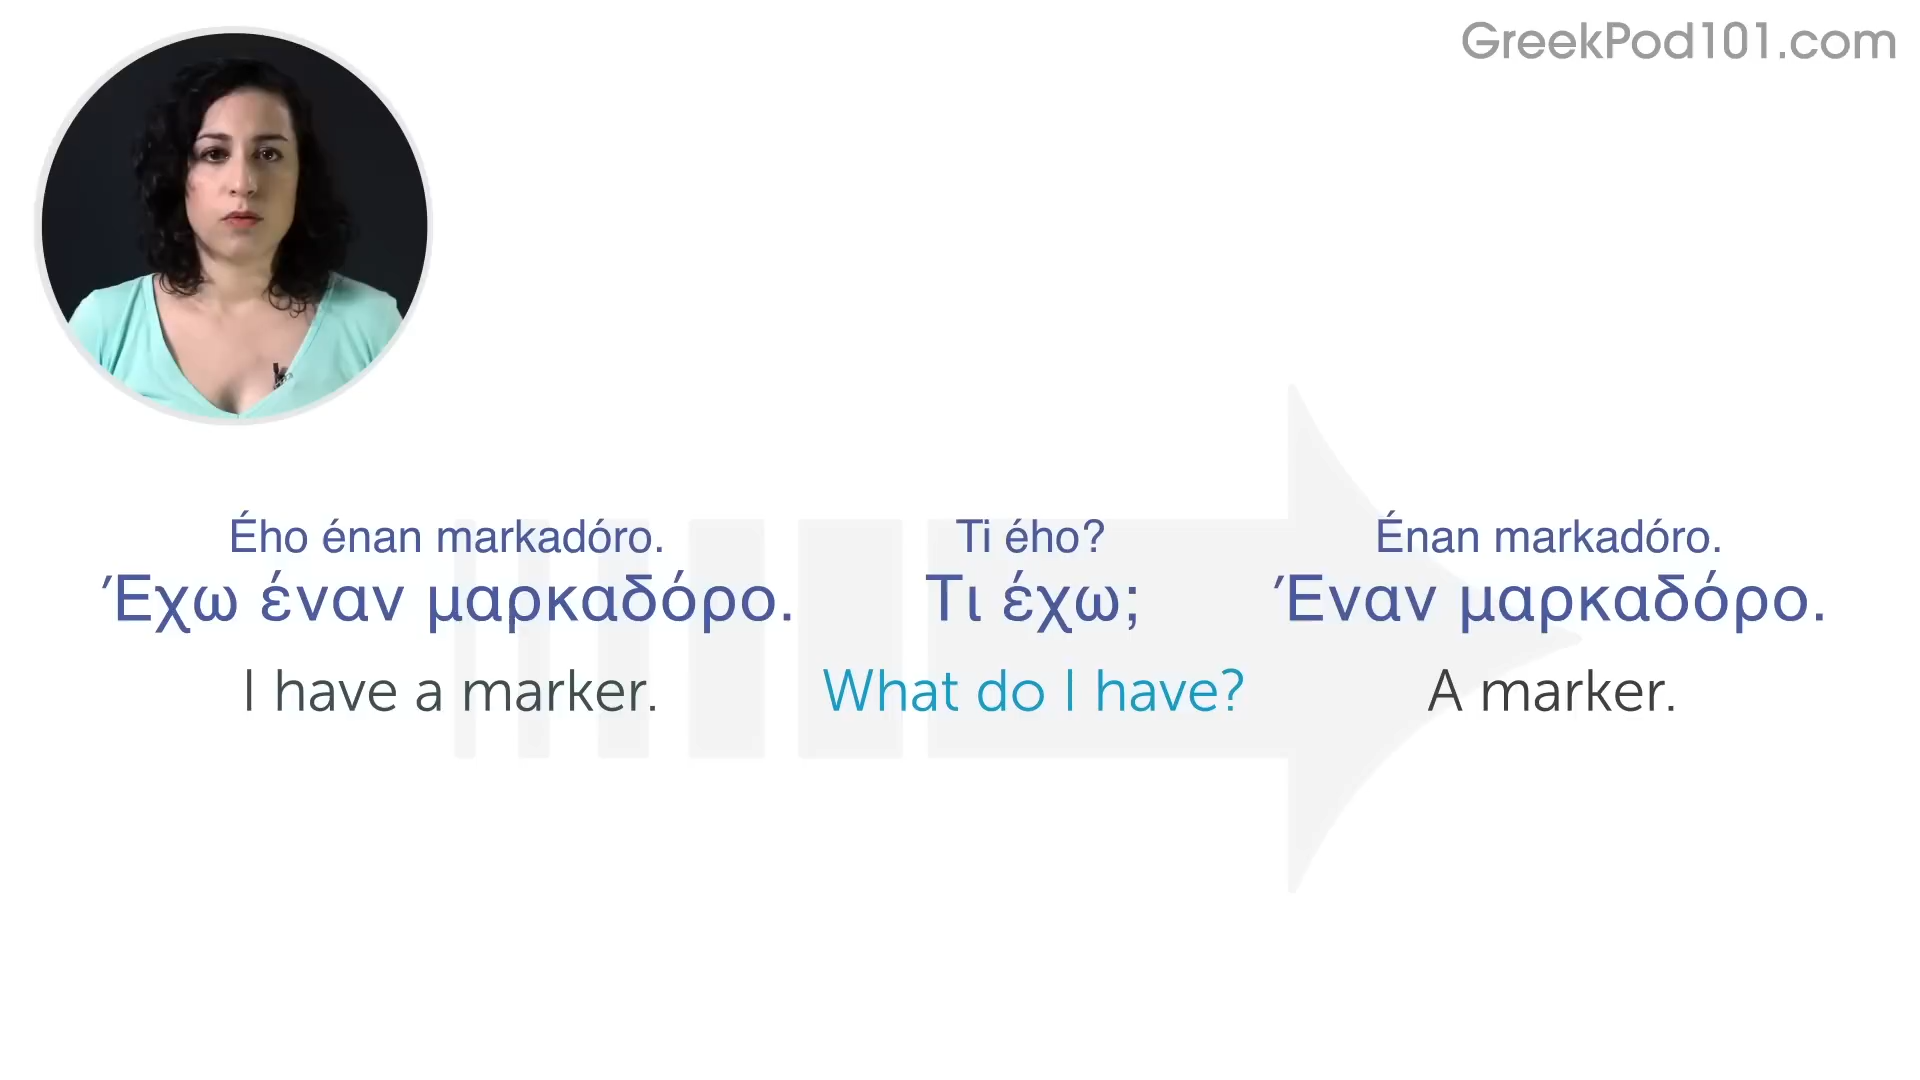 GreekPod101.com
Ého énan markadóro.
Έχω έναν μαρκαδόρο.
I have a marker.
Ti ého?
Τι έχω;
What do I have?
Énan markadóro.
Έναν μαρκαδόρο.
A marker.